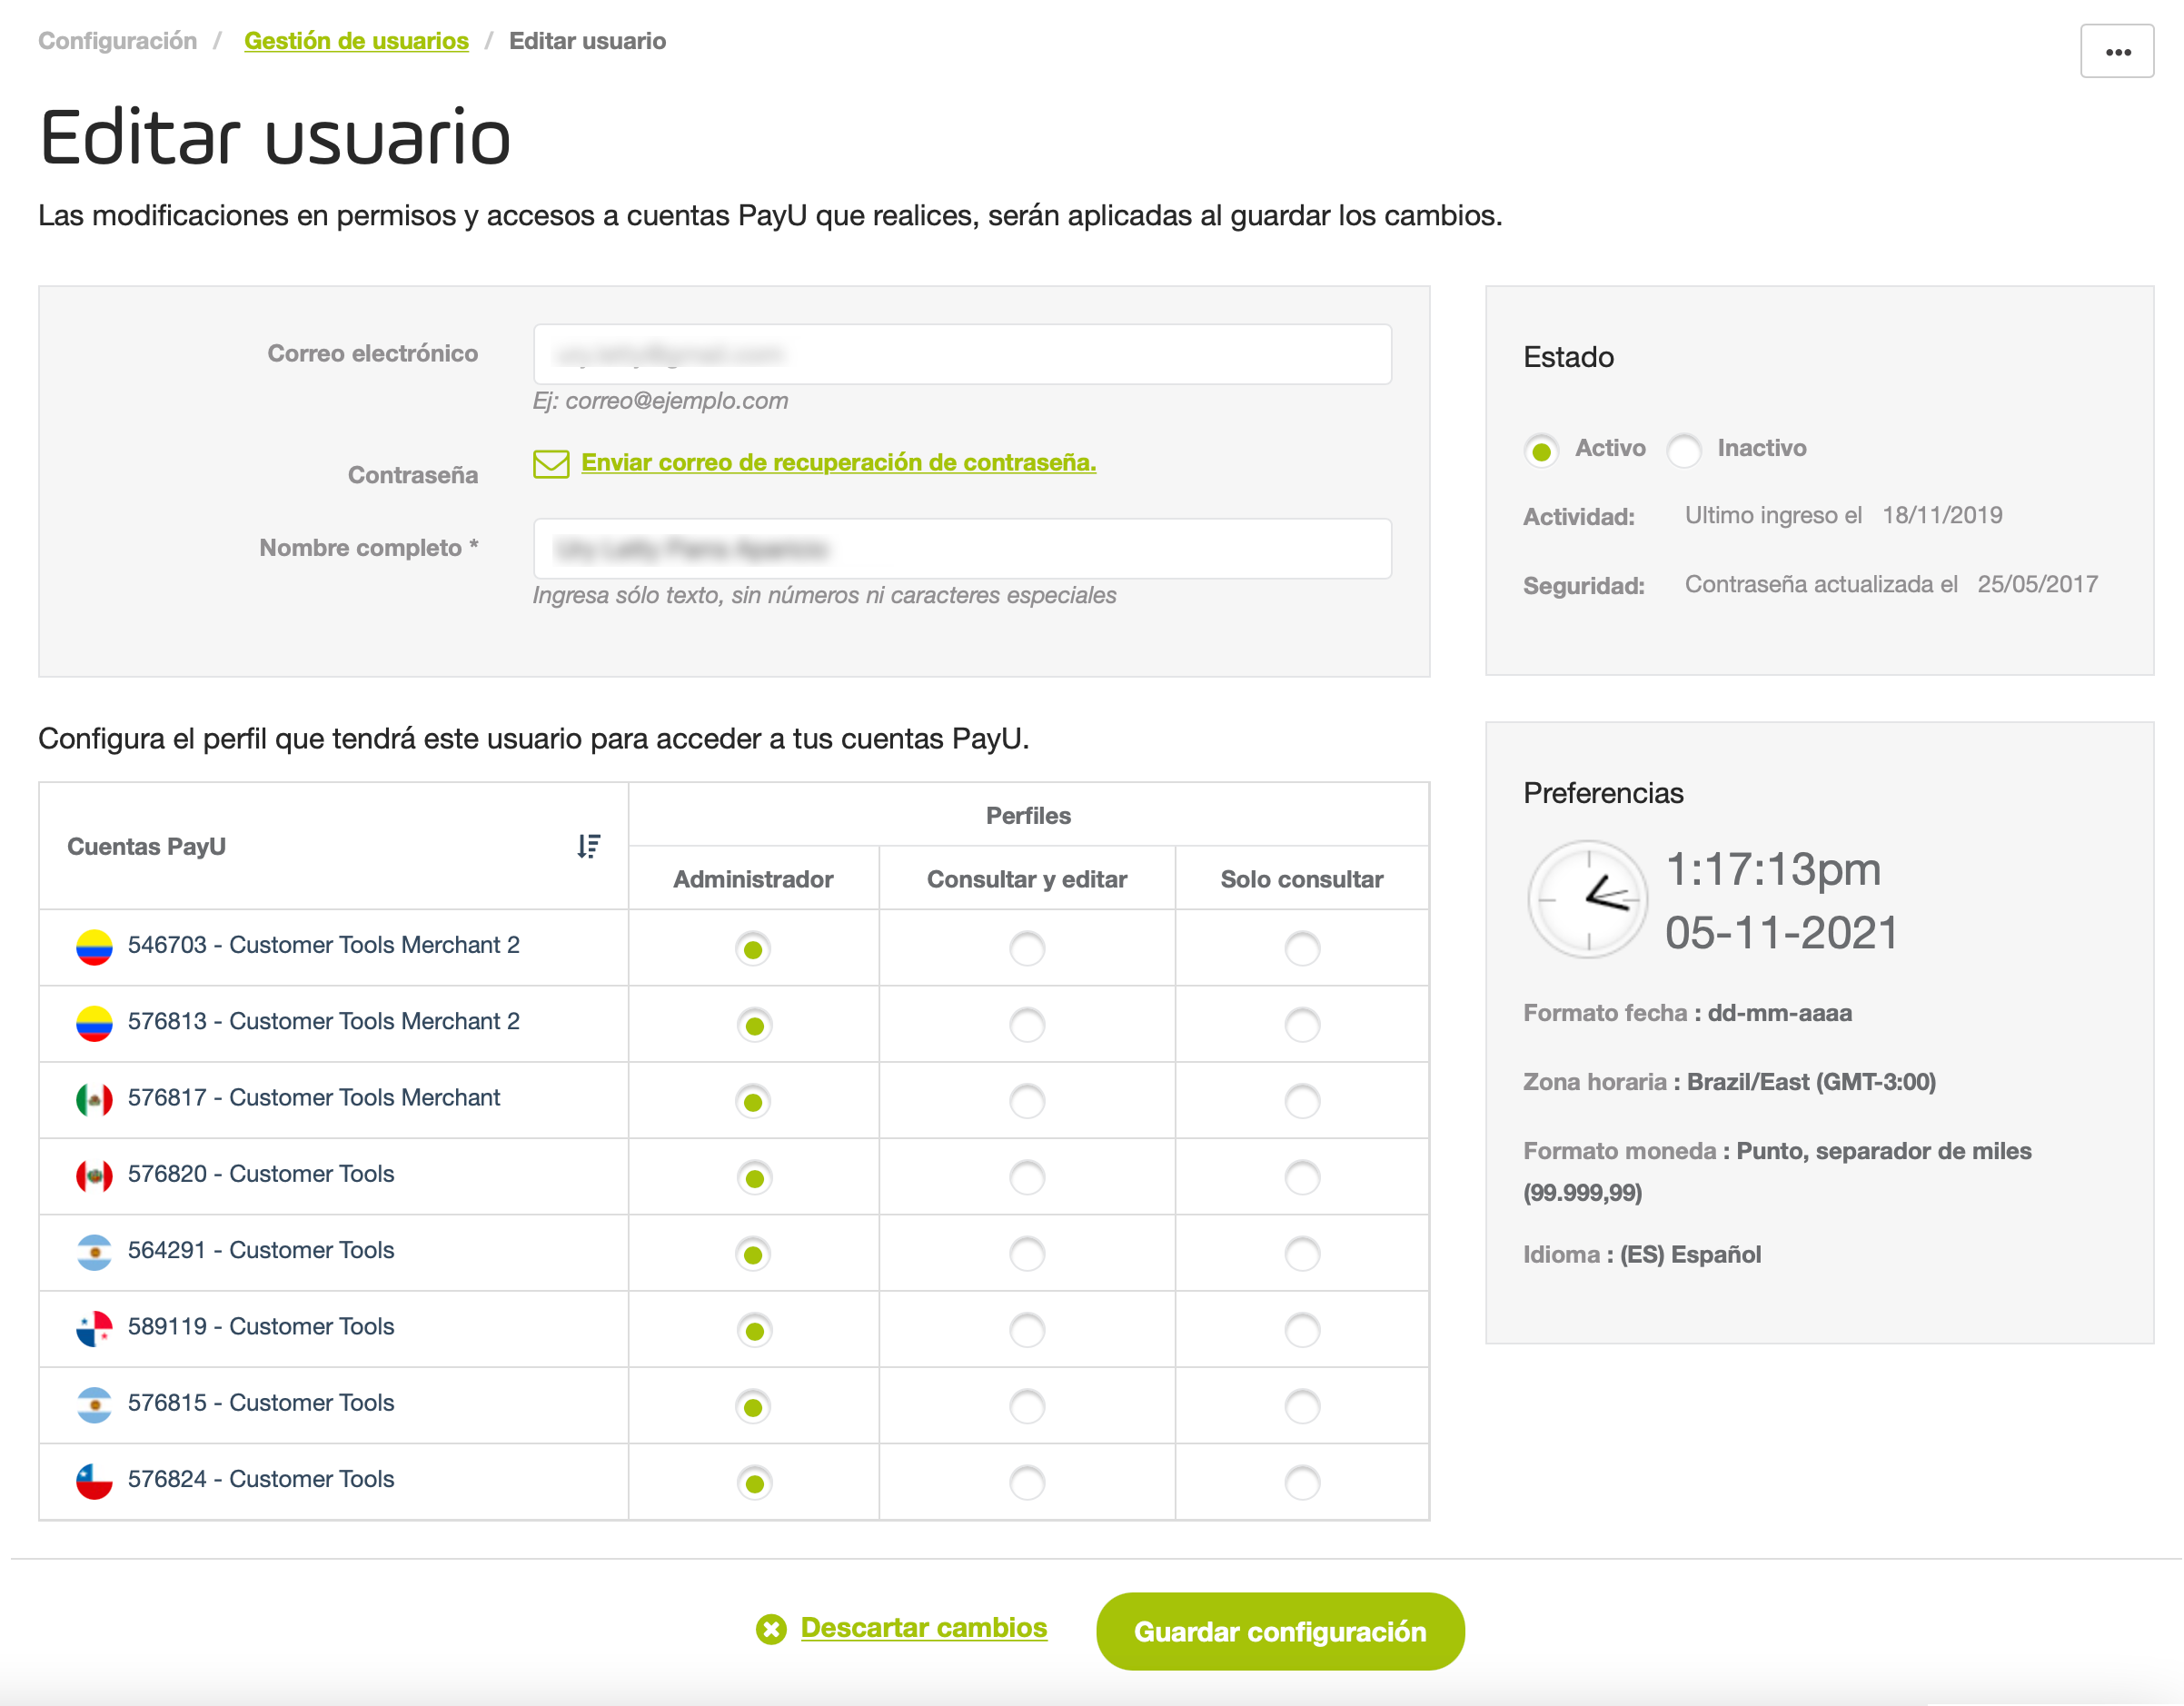 Configuración / Gestión de usuarios / Editar usuario
Editar usuario
Las modificaciones en permisos y accesos a cuentas PayU que realices, serán aplicadas al guardar los cambios.
Correo electrónico
Ej: correo@ejemplo.com
Contraseña
Enviar correo de recuperación de contraseña.
Nombre completo *
Ingresa sólo texto, sin números ni caracteres especiales
Estado
Activo Inactivo
Actividad: Ultimo ingreso el 18/11/2019
Seguridad: Contraseña actualizada el 25/05/2017
Configura el perfil que tendrá este usuario para acceder a tus cuentas PayU.
Cuentas PayU
Perfiles
Administrador Consultar y editar Solo consultar
546703 - Customer Tools Merchant 2
576813 - Customer Tools Merchant 2
576817 - Customer Tools Merchant
576820 - Customer Tools
564291 - Customer Tools
589119 - Customer Tools
576815 - Customer Tools
576824 - Customer Tools
Preferencias
1:17:13pm
05-11-2021
Formato fecha : dd-mm-aaaa
Zona horaria : Brazil/East (GMT-3:00)
Formato moneda : Punto, separador de miles
(99.999,99)
Idioma : (ES) Español
Descartar cambios
Guardar configuración